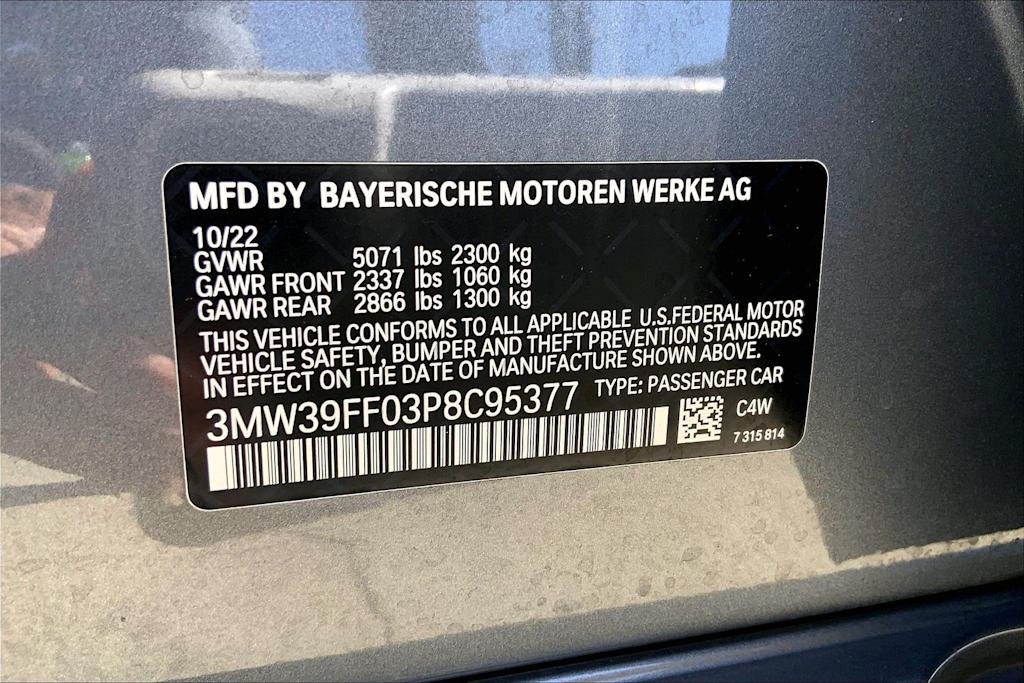 MFD BY BAYERISCHE MOTOREN WERKE AG
10/22
GVWR 5071 lbs 2300 kg
GAWR FRONT 2337 lbs 1060 kg
GAWR REAR 2866 lbs 1300 kg
THIS VEHICLE CONFORMS TO ALL APPLICABLE U.S.FEDERAL MOTOR
VEHICLE SAFETY, BUMPER AND THEFT PREVENTION STANDARDS
IN EFFECT ON THE DATE OF MANUFACTURE SHOWN ABOVE.
3MW39FF03P8C95377 TYPE: PASSENGER CAR
C4W
7 315 814